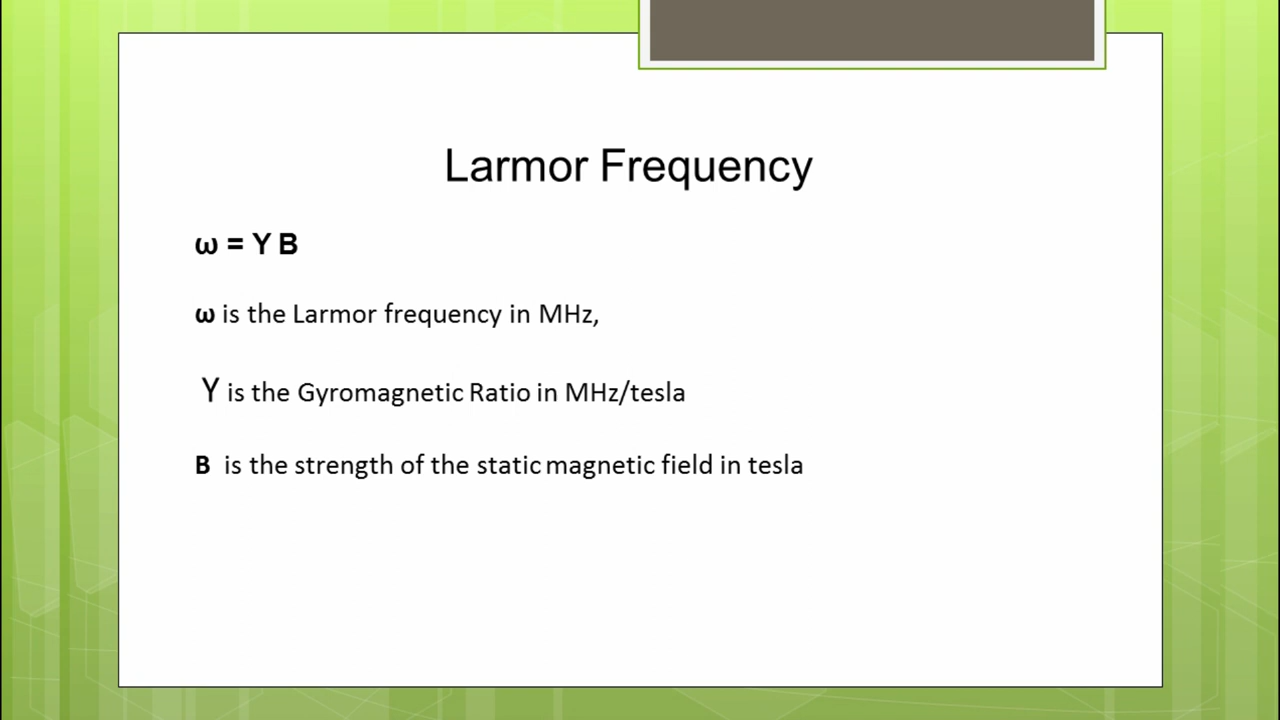 Larmor Frequency
ω = Y B
ω is the Larmor frequency in MHz,
Y is the Gyromagnetic Ratio in MHz/tesla
B is the strength of the static magnetic field in tesla